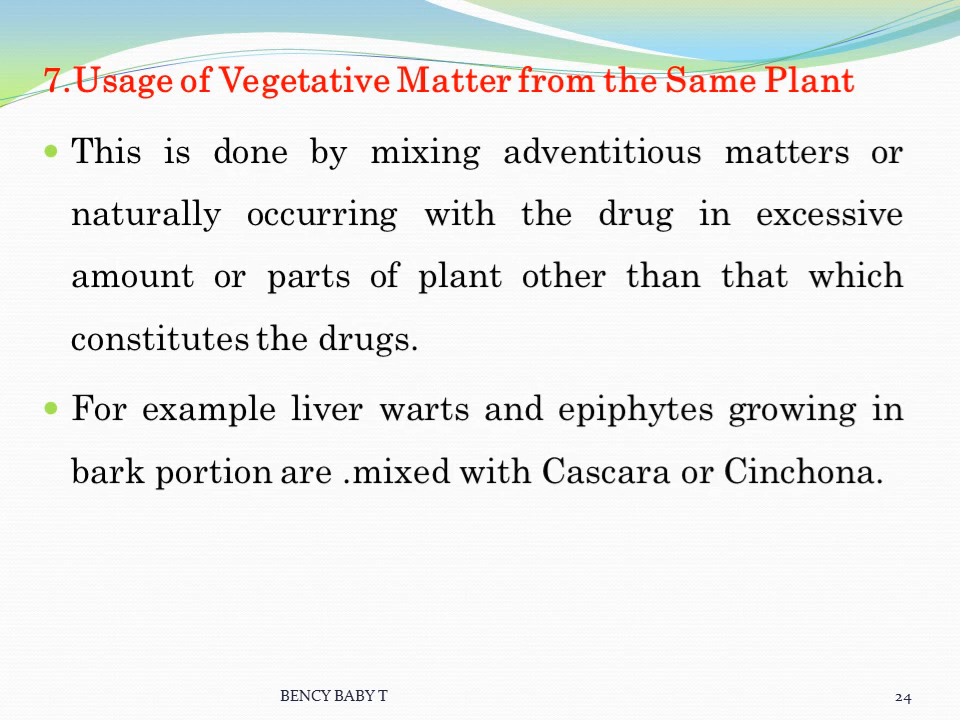 7.Usage of Vegetative Matter from the Same Plant
This is done by mixing adventitious matters or
naturally occurring with the drug in excessive
amount or parts of plant other than that which
constitutes the drugs.
For example liver warts and epiphytes growing in
bark portion are .mixed with Cascara or Cinchona.
BENCY BABY T
24